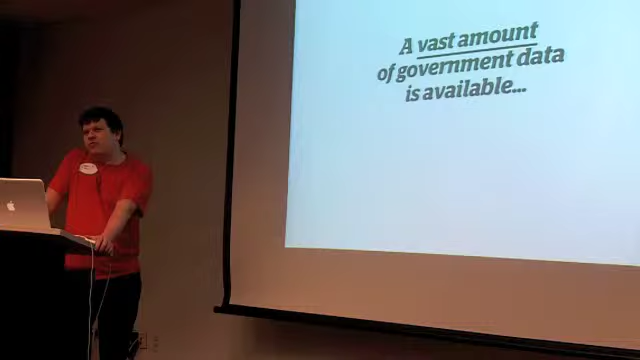 A vast amount
of government data
is available...